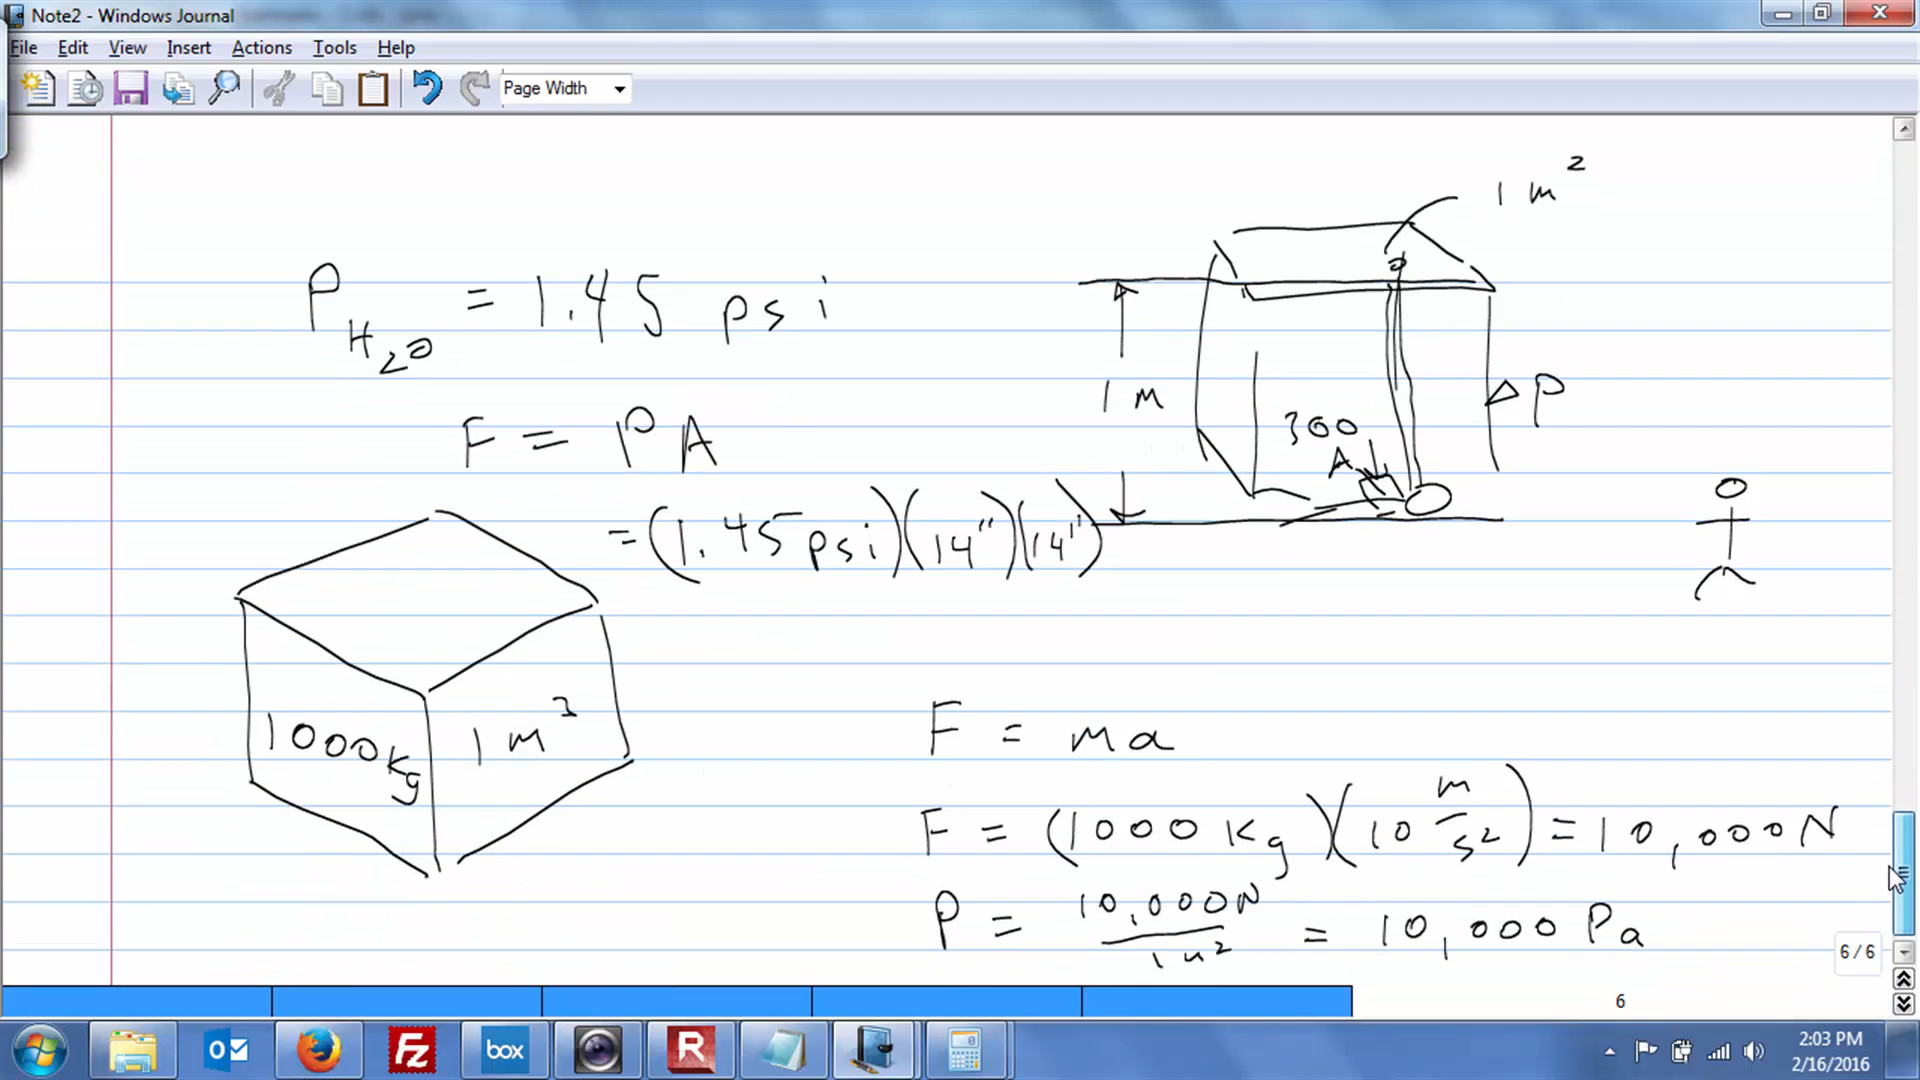 Note2 - Windows Journal
File Edit View Insert Actions Tools Help
Page Width
1 m²
P_H₂O = 1.45 psi
1 m
P
300
A
F = PA
= (1.45 psi)(14")(14")
1000 kg
1 m³
F = ma
F = (1000 Kg)(10 m/s²) = 10,000 N
P = 10,000 N / 1 m² = 10,000 Pa
6 / 6
6
box
2:03 PM
2/16/2016